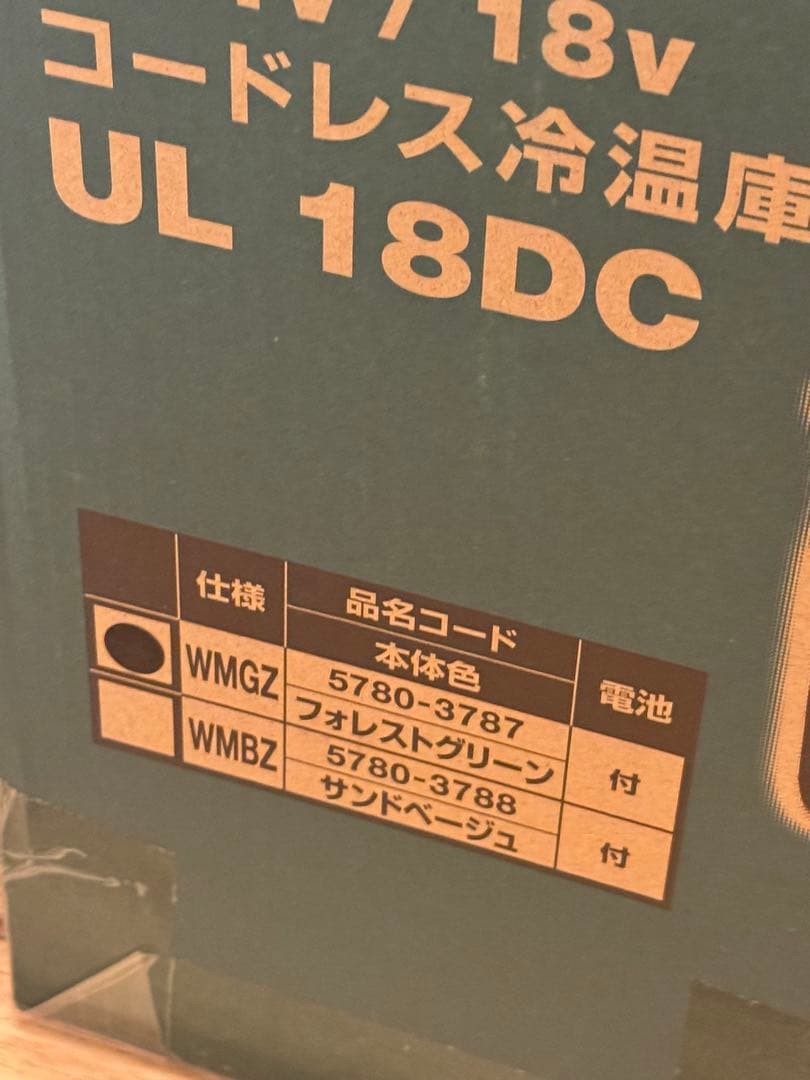 V / 18v
コードレス冷温庫
UL 18DC
仕様 品名コード 電池
本体色
WMGZ 5780-3787 付
フォレストグリーン
WMBZ 5780-3788 付
サンドベージュ